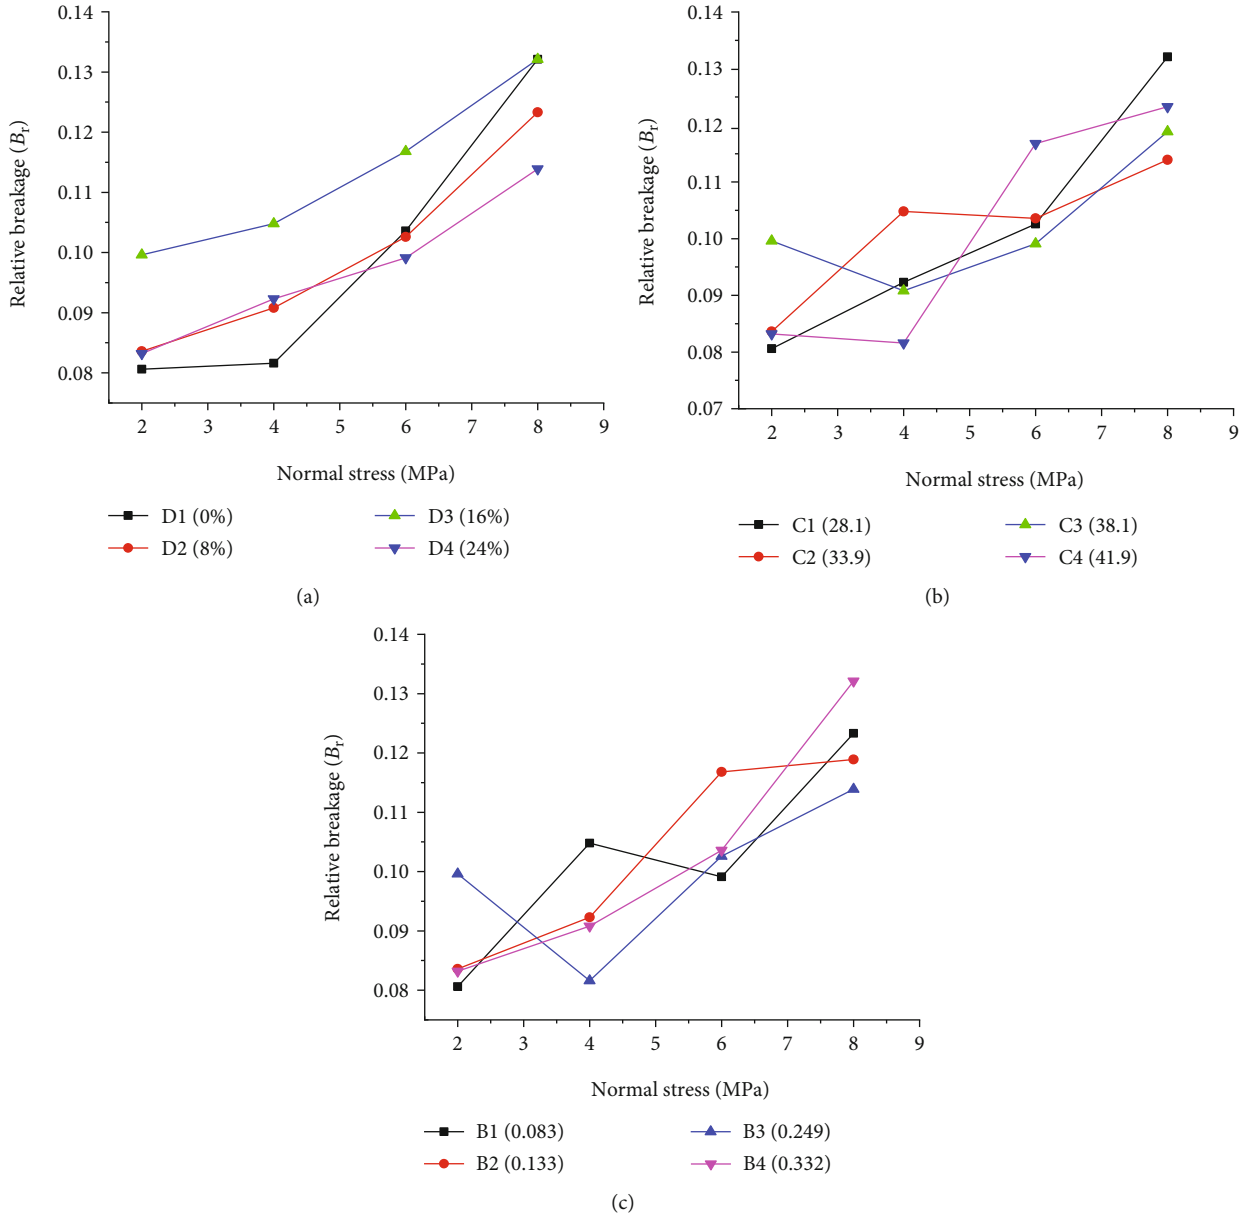 0.14
0.13
0.12
0.11
0.10
0.09
0.08
Relative breakage (Br)
2 3 4 5 6 7 8 9
Normal stress (MPa)
D1 (0%)
D3 (16%)
D2 (8%)
D4 (24%)
(a)
0.14
0.13
0.12
0.11
0.10
0.09
0.08
0.07
Relative breakage (Br)
2 3 4 5 6 7 8 9
Normal stress (MPa)
C1 (28.1)
C3 (38.1)
C2 (33.9)
C4 (41.9)
(b)
0.14
0.13
0.12
0.11
0.10
0.09
0.08
Relative breakage (Br)
2 3 4 5 6 7 8 9
Normal stress (MPa)
B1 (0.083)
B3 (0.249)
B2 (0.133)
B4 (0.332)
(c)